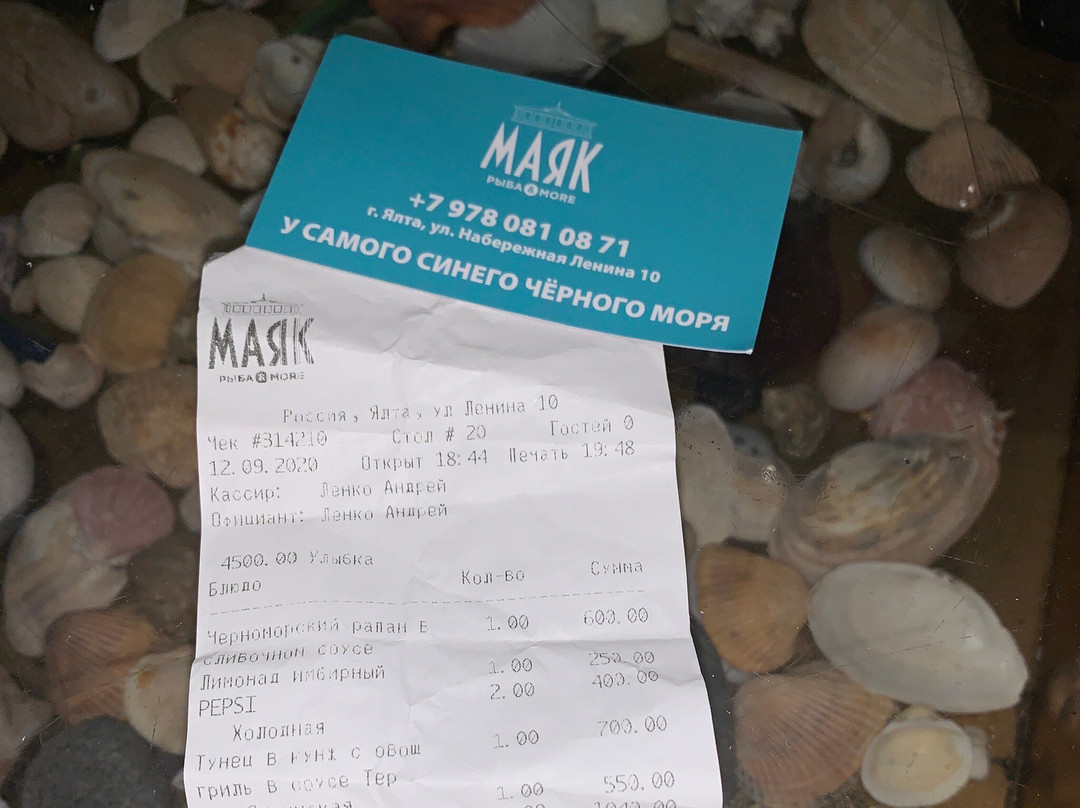 МАЯК
РЫБА & MORE
+7 978 081 08 71
г. Ялта, ул. Набережная Ленина 10
У САМОГО СИНЕГО ЧЁРНОГО МОРЯ
МАЯК
РЫБА & MORE
Россия, Ялта, ул Ленина 10
Чек #314210 Стол # 20 Гостей 0
12.09.2020 Открыт 18:44 Печать 19:48
Кассир: Ленко Андрей
Официант: Ленко Андрей
4500.00 Улыбка
Блюдо Кол-во Сумма
Черноморский рапан в 1.00 600.00
сливочном соусе
Лимонад имбирный 1.00 250.00
PEPSI 2.00 400.00
Холодная
Тунец в кунж с овощ 1.00 700.00
гриль в соусе Тер
1.00 550.00
1040.00